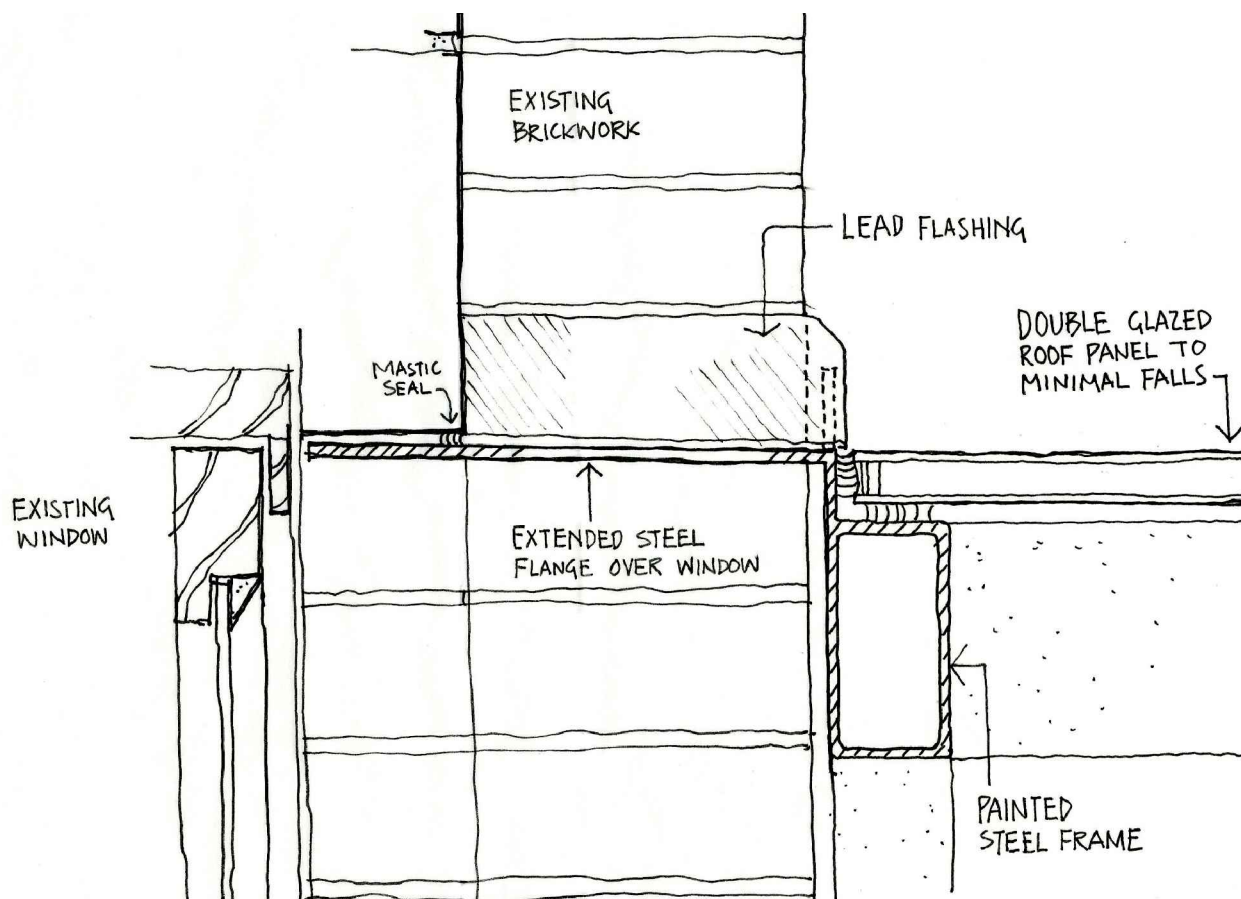 EXISTING
BRICKWORK
LEAD FLASHING
DOUBLE GLAZED
ROOF PANEL TO
MINIMAL FALLS
MASTIC
SEAL
EXISTING
WINDOW
EXTENDED STEEL
FLANGE OVER WINDOW
PAINTED
STEEL FRAME